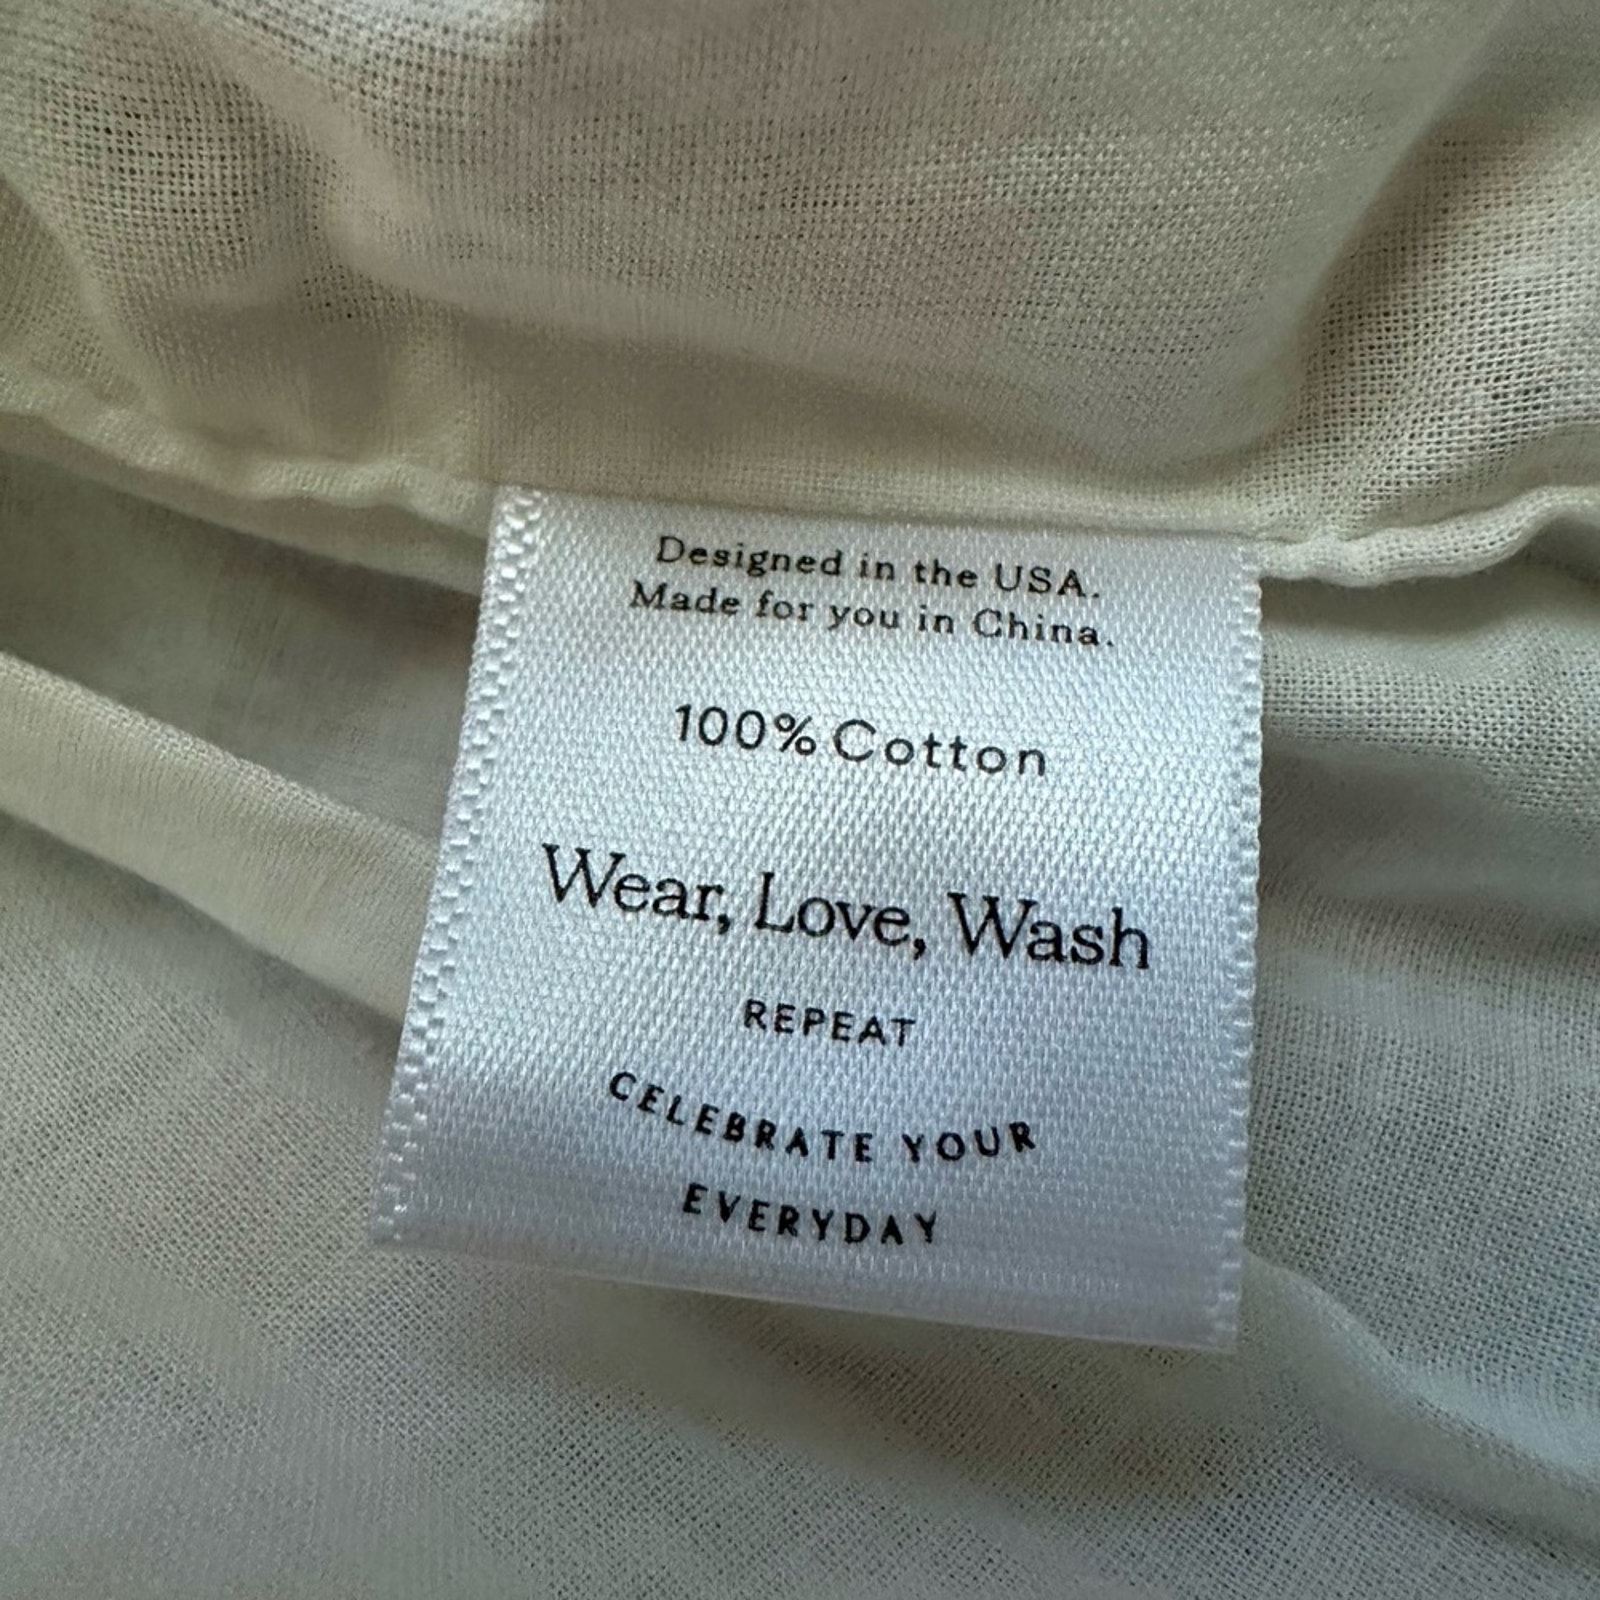 Designed in the USA.
Made for you in China.
100% Cotton
Wear, Love, Wash
REPEAT
CELEBRATE YOUR
EVERYDAY